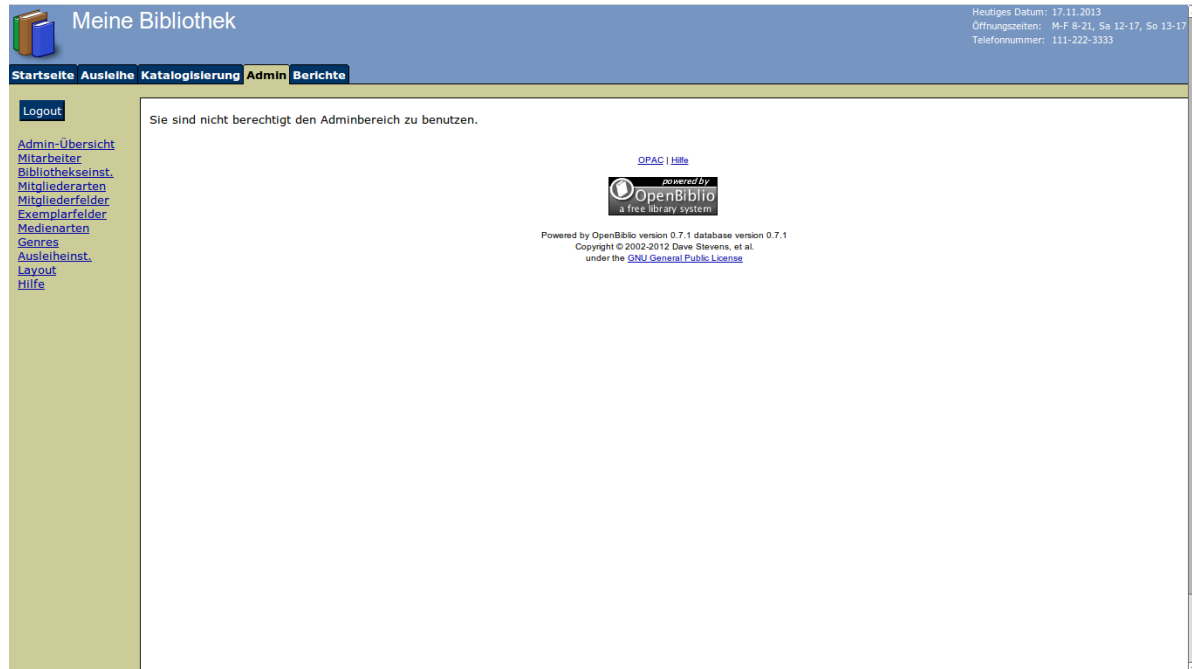 Meine Bibliothek
Heutiges Datum: 17.11.2013
Öffnungszeiten: M-F 8-21, Sa 12-17, So 13-17
Telefonnummer: 111-222-3333
Startseite Ausleihe Katalogisierung Admin Berichte
Logout
Admin-Übersicht
Mitarbeiter
Bibliothekseinst.
Mitgliederarten
Mitgliederfelder
Exemplarfelder
Medienarten
Genres
Ausleiheinst.
Layout
Hilfe
Sie sind nicht berechtigt den Adminbereich zu benutzen.
OPAC | Hilfe
powered by
OpenBiblio
a free library system
Powered by OpenBiblio version 0.7.1 database version 0.7.1
Copyright © 2002-2012 Dave Stevens, et al.
under the GNU General Public License